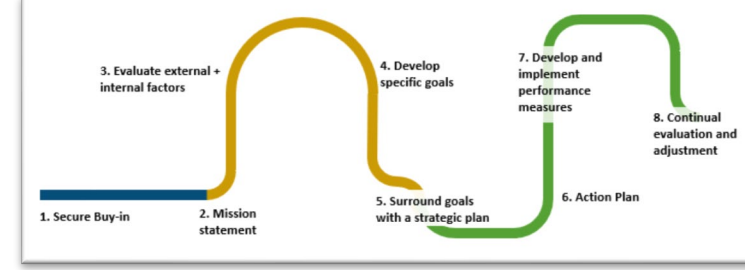 1. Secure Buy-in
2. Mission
statement
3. Evaluate external +
internal factors
4. Develop
specific goals
5. Surround goals
with a strategic plan
6. Action Plan
7. Develop and
implement
performance
measures
8. Continual
evaluation and
adjustment